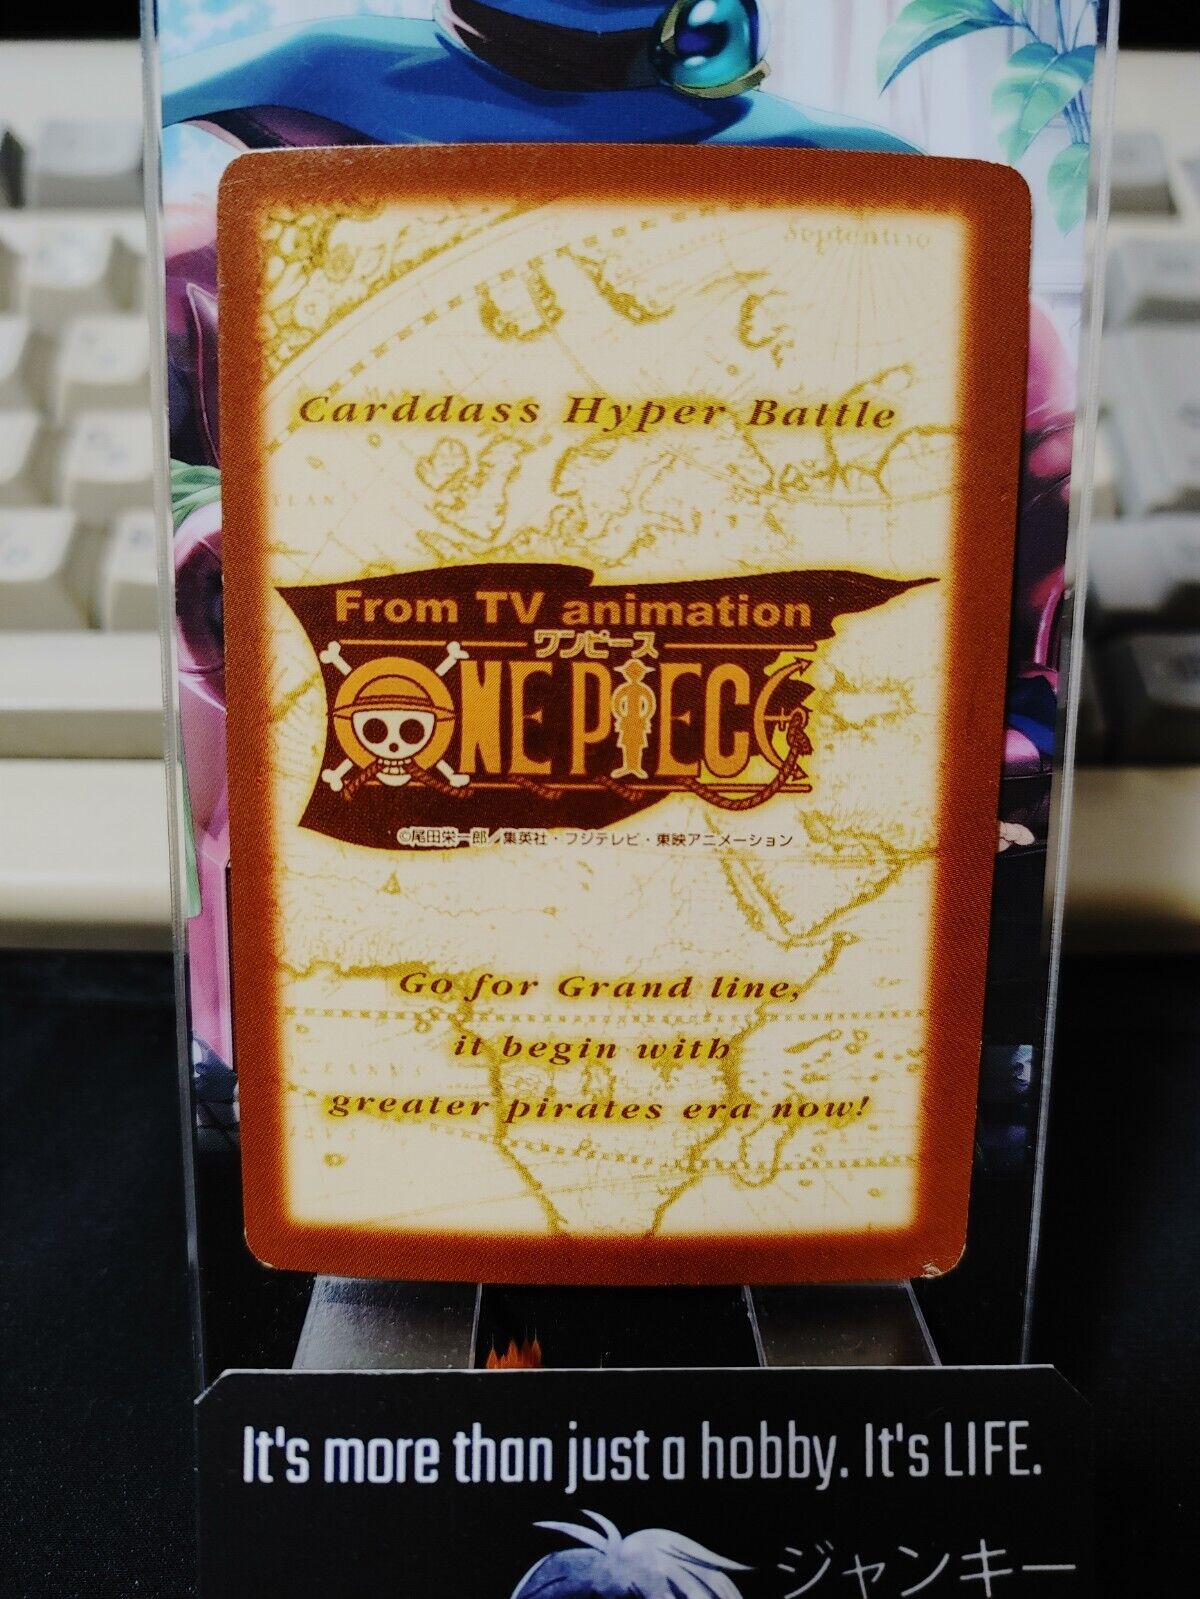 Septentrio
Carddass Hyper Battle
From TV animation
ワンピース
ONE PIECE
©尾田栄一郎／集英社・フジテレビ・東映アニメーション
Go for Grand line,
it begin with
greater pirates era now!
It's more than just a hobby. It's LIFE.
ジャンキー